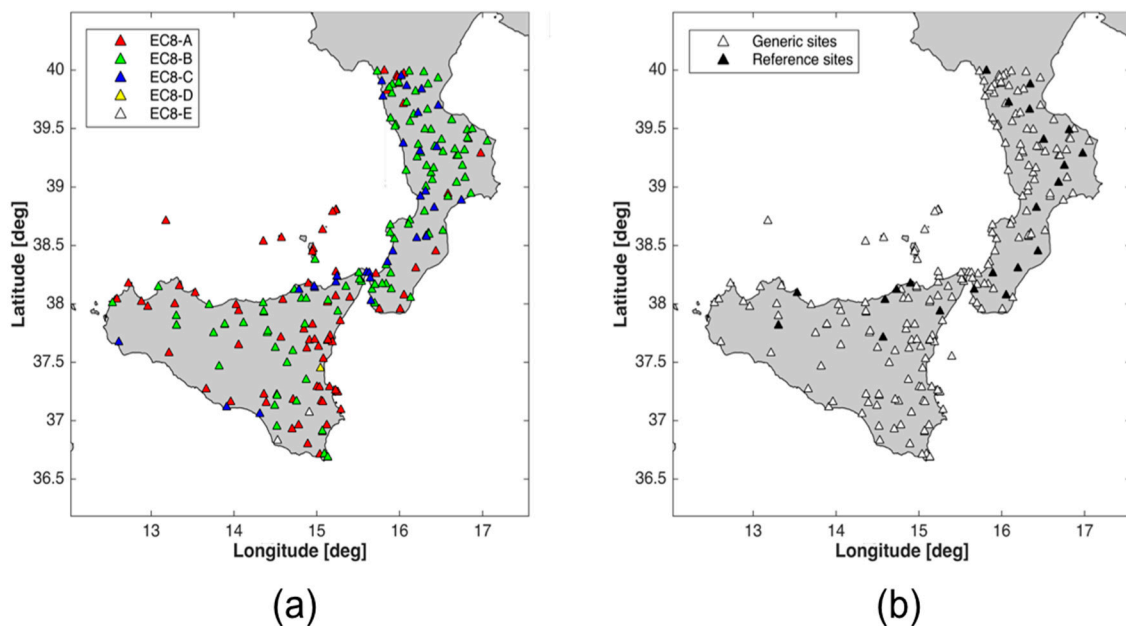 EC8-A
EC8-B
EC8-C
EC8-D
EC8-E
40
39.5
39
38.5
38
37.5
37
36.5
Latitude [deg]
13 14 15 16 17
Longitude [deg]
(a)
Generic sites
Reference sites
40
39.5
39
38.5
38
37.5
37
36.5
Latitude [deg]
13 14 15 16 17
Longitude [deg]
(b)